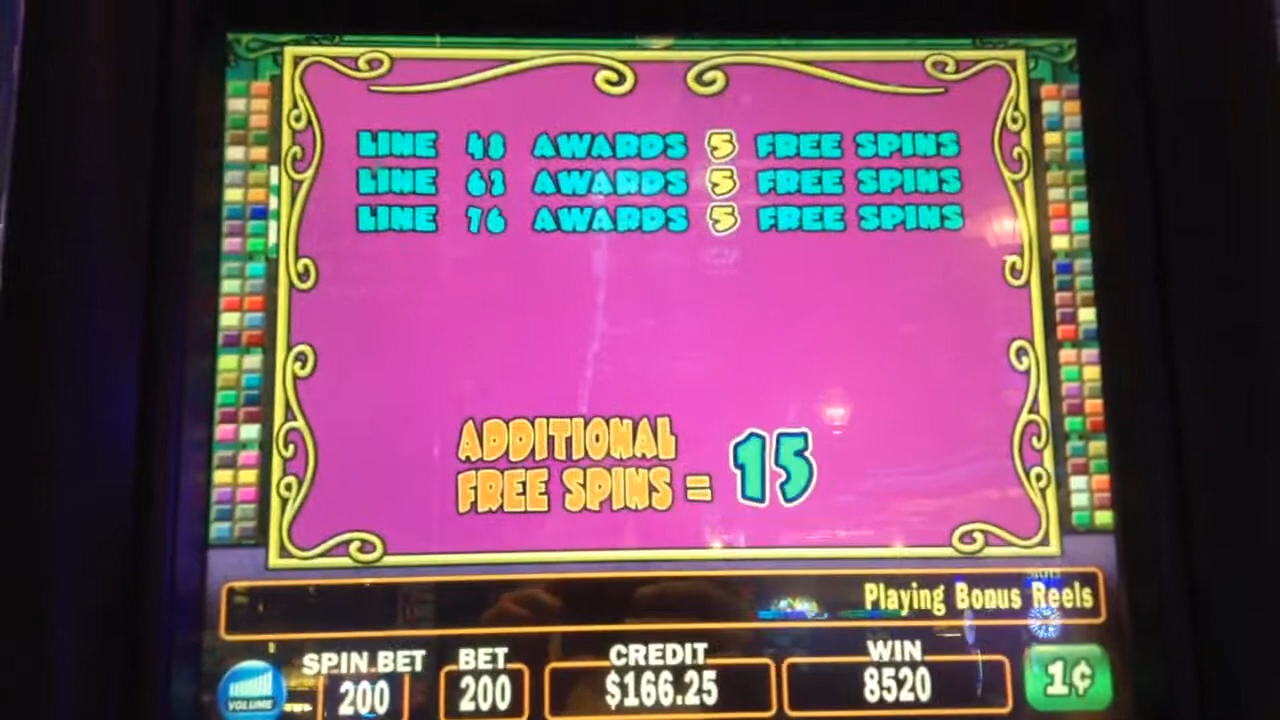 LINE 48 AWARDS 5 FREE SPINS
LINE 62 AWARDS 5 FREE SPINS
LINE 76 AWARDS 5 FREE SPINS
ADDITIONAL
FREE SPINS = 15
Playing Bonus Reels
VOLUME
SPIN BET
200
BET
200
CREDIT
$166.25
WIN
8520
1¢